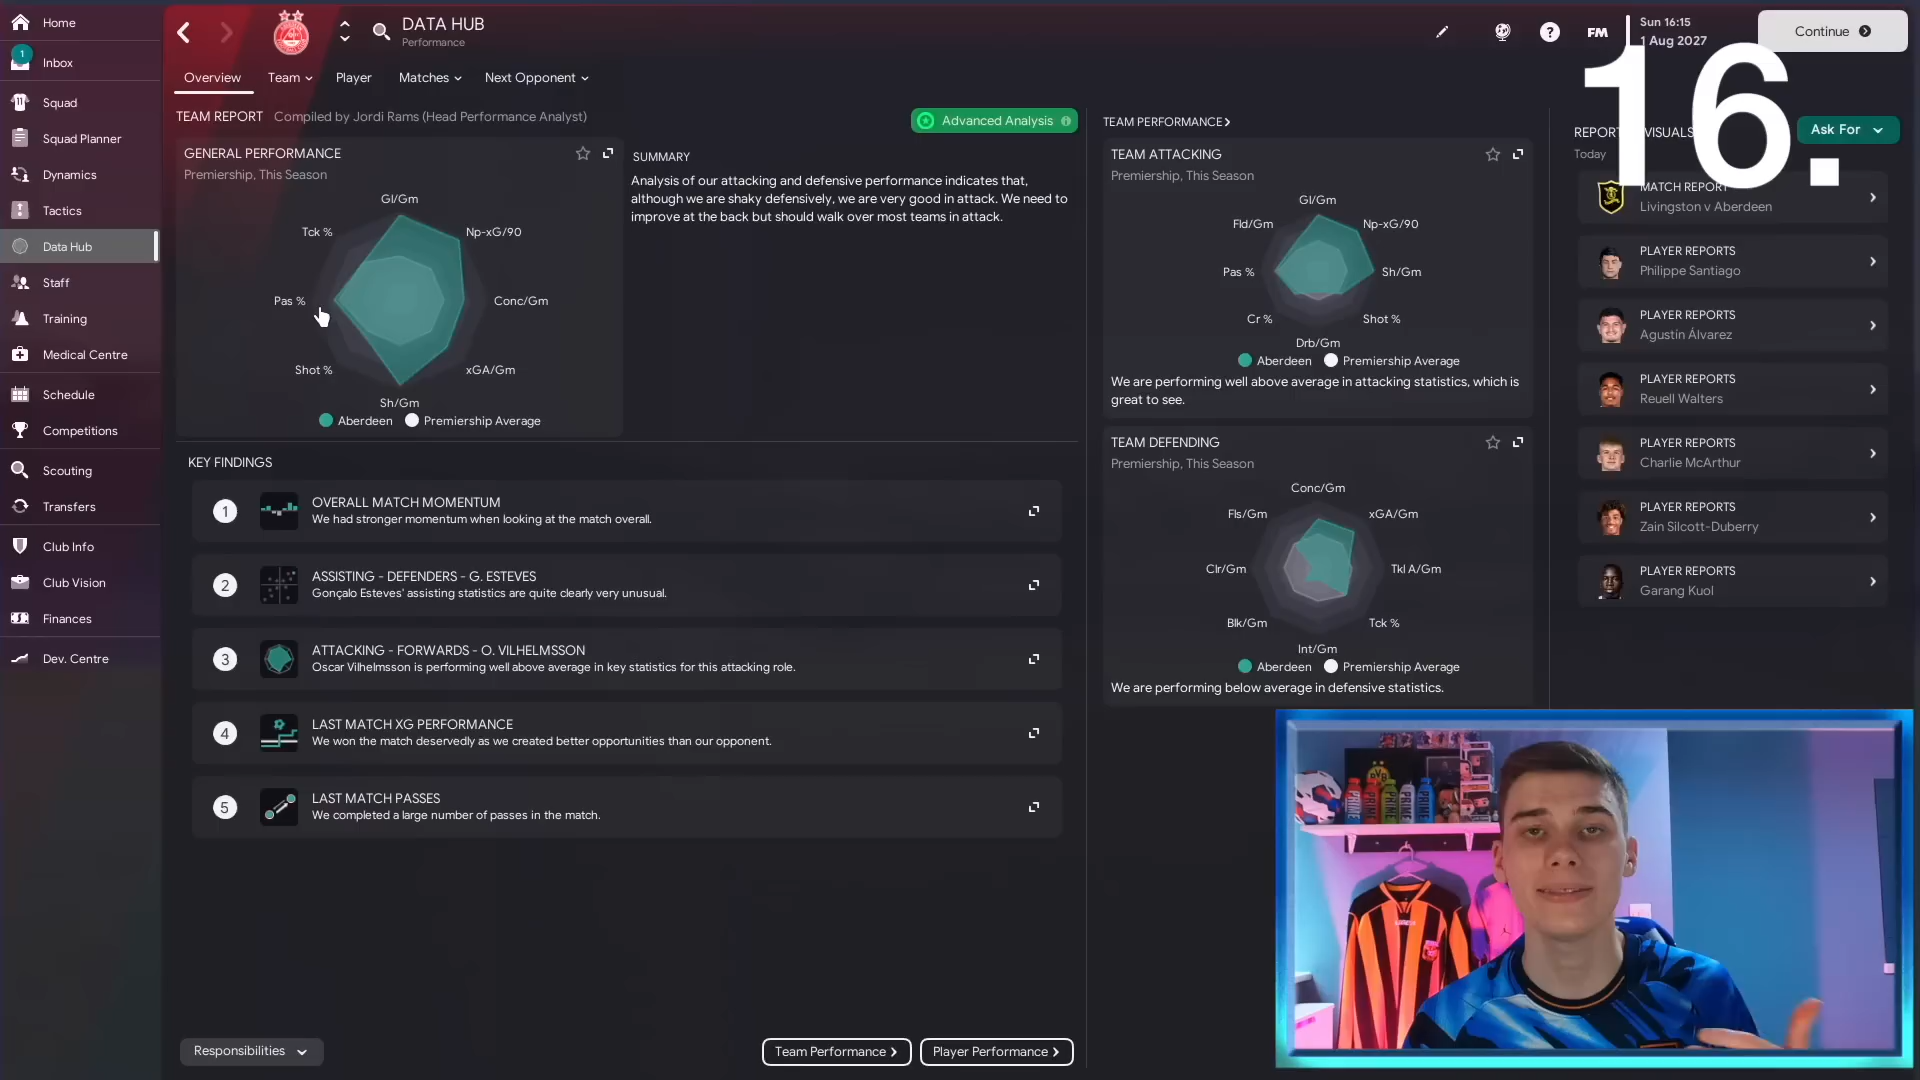 Home
1
Inbox
Squad
Squad Planner
Dynamics
Tactics
Data Hub
Staff
Training
Medical Centre
Schedule
Competitions
Scouting
Transfers
Club Info
Club Vision
Finances
Dev. Centre
DATA HUB
Performance
?
FM
Sun 16:15
1 Aug 2027
Continue
16.
Overview
Team
Player
Matches
Next Opponent
TEAM REPORT Compiled by Jordi Rams (Head Performance Analyst)
Advanced Analysis
GENERAL PERFORMANCE
Premiership, This Season
Gl/Gm
Np-xG/90
Conc/Gm
xGA/Gm
Sh/Gm
Shot %
Pas %
Tck %
Aberdeen
Premiership Average
SUMMARY
Analysis of our attacking and defensive performance indicates that,
although we are shaky defensively, we are very good in attack. We need to
improve at the back but should walk over most teams in attack.
KEY FINDINGS
1
OVERALL MATCH MOMENTUM
We had stronger momentum when looking at the match overall.
2
ASSISTING - DEFENDERS - G. ESTEVES
Gonçalo Esteves' assisting statistics are quite clearly very unusual.
3
ATTACKING - FORWARDS - O. VILHELMSSON
Oscar Vilhelmsson is performing well above average in key statistics for this attacking role.
4
LAST MATCH XG PERFORMANCE
We won the match deservedly as we created better opportunities than our opponent.
5
LAST MATCH PASSES
We completed a large number of passes in the match.
Responsibilities
Team Performance
Player Performance
TEAM PERFORMANCE
TEAM ATTACKING
Premiership, This Season
Gl/Gm
Np-xG/90
Sh/Gm
Shot %
Drb/Gm
Cr %
Pas %
Fld/Gm
Aberdeen
Premiership Average
We are performing well above average in attacking statistics, which is
great to see.
TEAM DEFENDING
Premiership, This Season
Conc/Gm
xGA/Gm
Tkl A/Gm
Tck %
Int/Gm
Blk/Gm
Clr/Gm
Fls/Gm
Aberdeen
Premiership Average
We are performing below average in defensive statistics.
VISUALS
Ask For
Today
MATCH REPORT
Livingston v Aberdeen
PLAYER REPORTS
Philippe Santiago
PLAYER REPORTS
Agustín Álvarez
PLAYER REPORTS
Reuell Walters
PLAYER REPORTS
Charlie McArthur
PLAYER REPORTS
Zain Silcott-Duberry
PLAYER REPORTS
Garang Kuol
BVB
09
PRIME
PRIME
PRIME
PRIME
PRIME